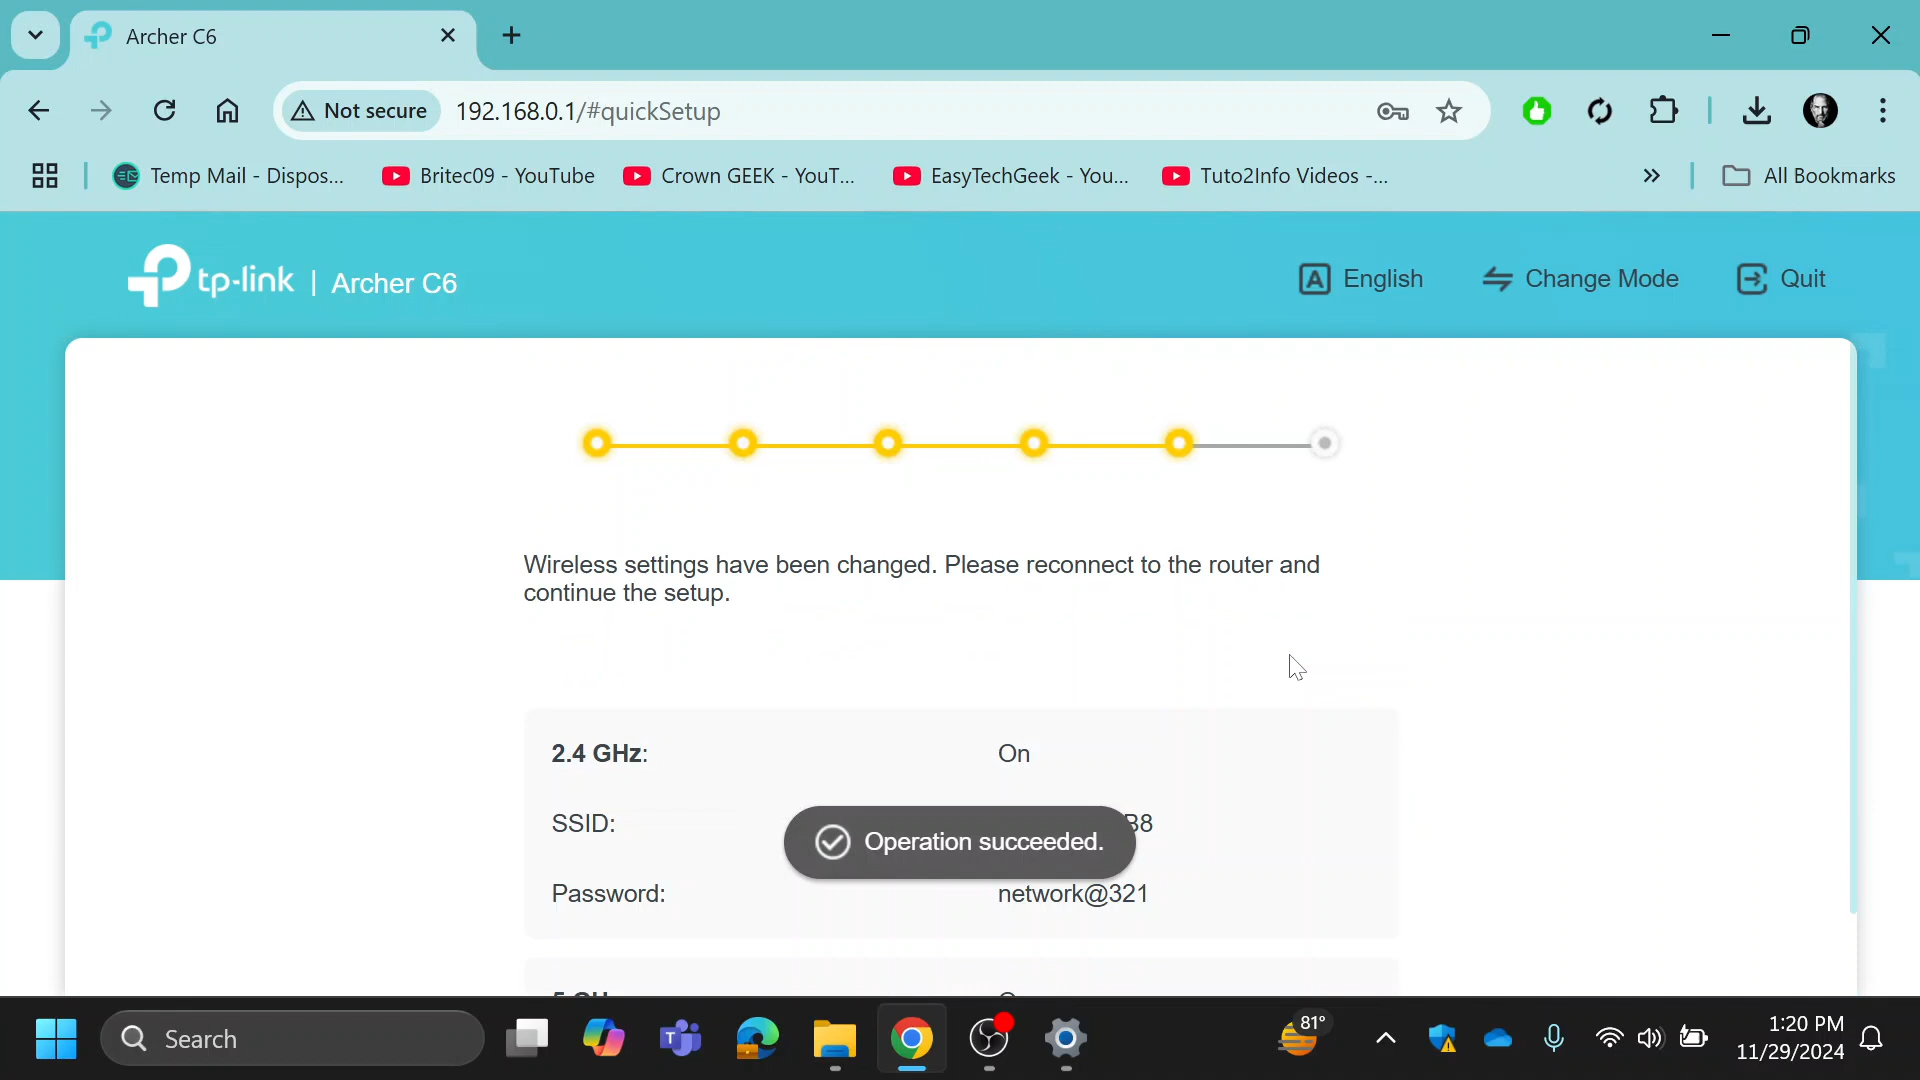 Archer C6
Not secure 192.168.0.1/#quickSetup
Temp Mail - Dispos... Britec09 - YouTube Crown GEEK - YouT... EasyTechGeek - You... Tuto2Info Videos -... » All Bookmarks
tp-link | Archer C6 English Change Mode Quit
Wireless settings have been changed. Please reconnect to the router and
continue the setup.
2.4 GHz: On
SSID: B8
Operation succeeded.
Password: network@321
Search 81° 1:20 PM
11/29/2024